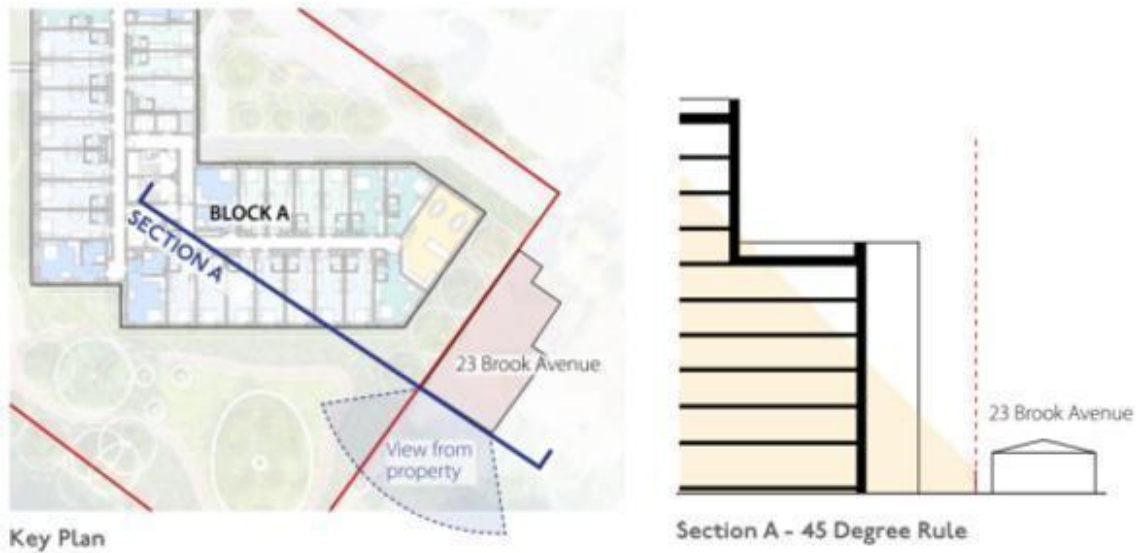 BLOCK A
SECTION A
23 Brook Avenue
View from
property
Key Plan
23 Brook Avenue
Section A - 45 Degree Rule